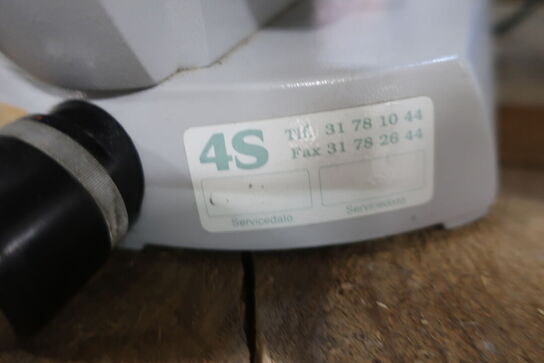 4S
Tlf. 31 78 10 44
Fax 31 78 26 44
Servicedato Servicedato